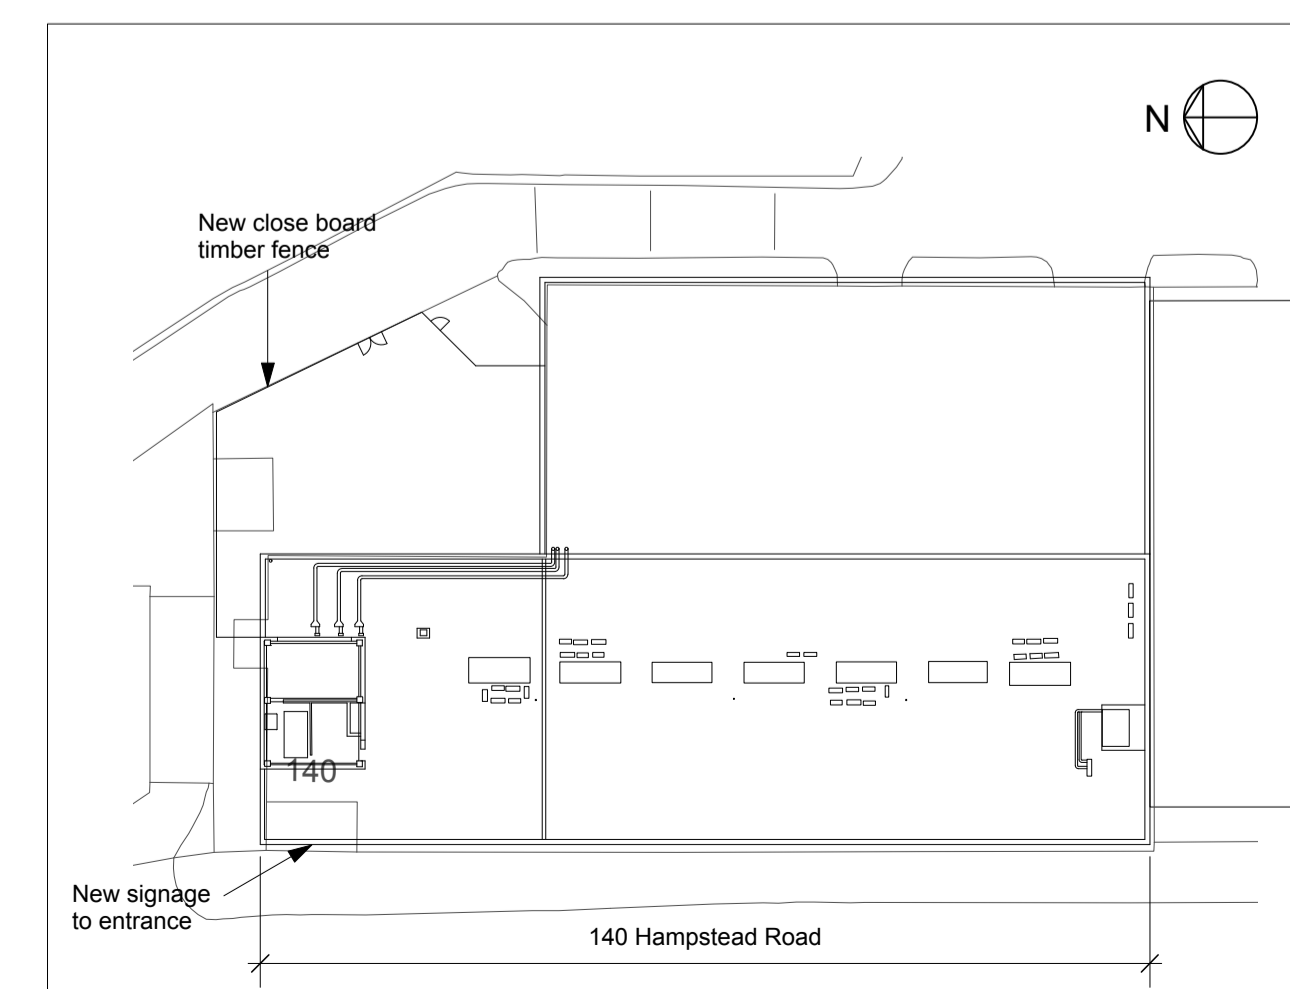 N
New close board
timber fence
140
New signage
to entrance
140 Hampstead Road